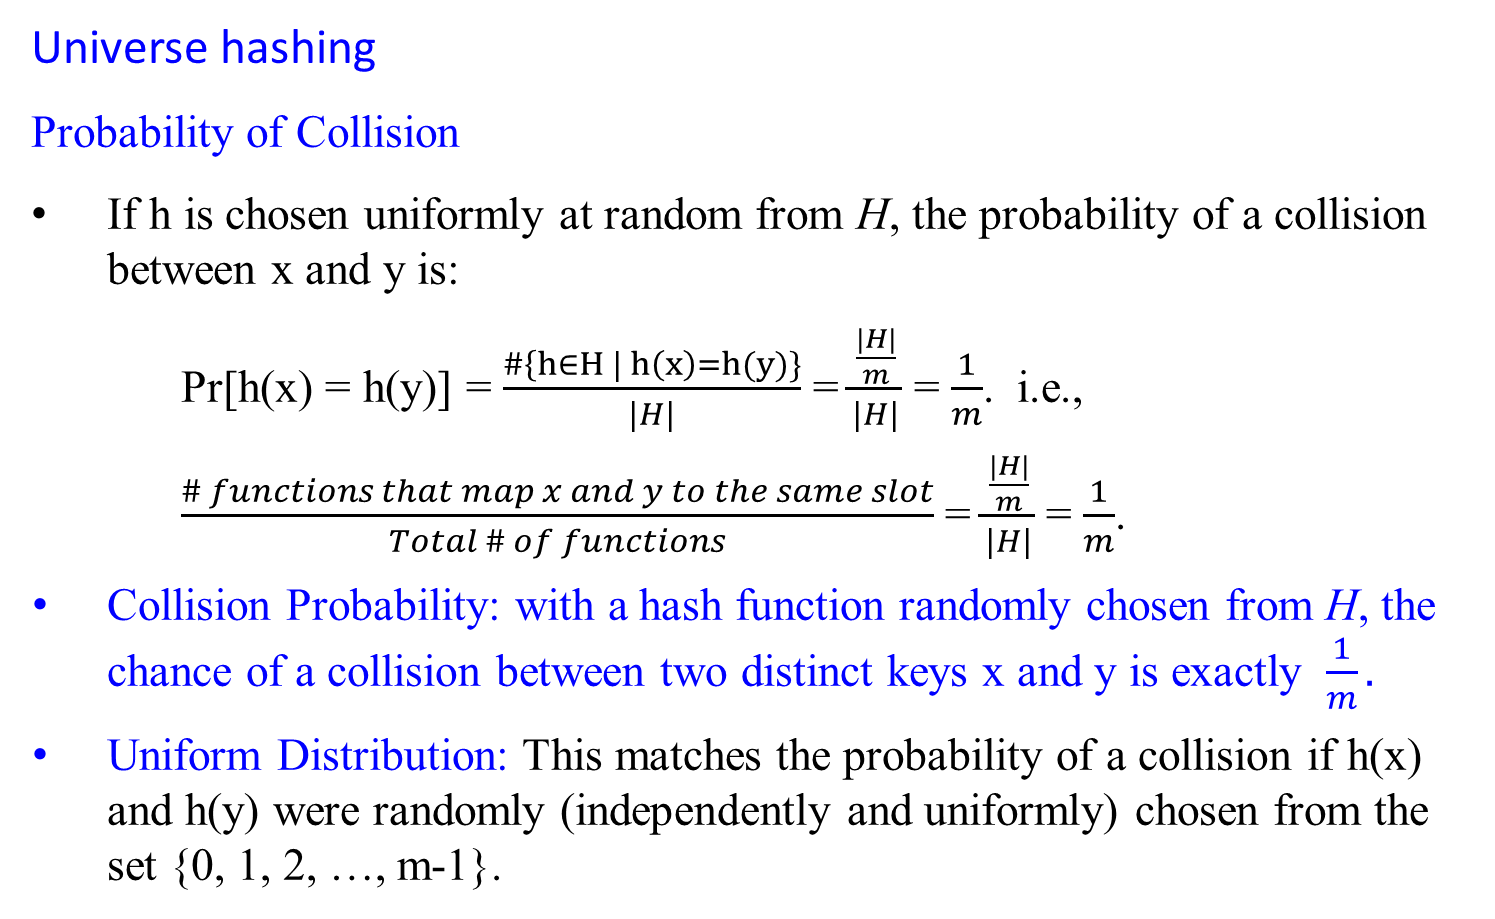 Universe hashing
Probability of Collision
• If h is chosen uniformly at random from H, the probability of a collision
between x and y is:
Pr[h(x) = h(y)] = #{h∈H | h(x)=h(y)} / |H| = (|H|/m) / |H| = 1/m. i.e.,
# functions that map x and y to the same slot / Total # of functions = (|H|/m) / |H| = 1/m.
• Collision Probability: with a hash function randomly chosen from H, the
chance of a collision between two distinct keys x and y is exactly 1/m.
• Uniform Distribution: This matches the probability of a collision if h(x)
and h(y) were randomly (independently and uniformly) chosen from the
set {0, 1, 2, …, m-1}.